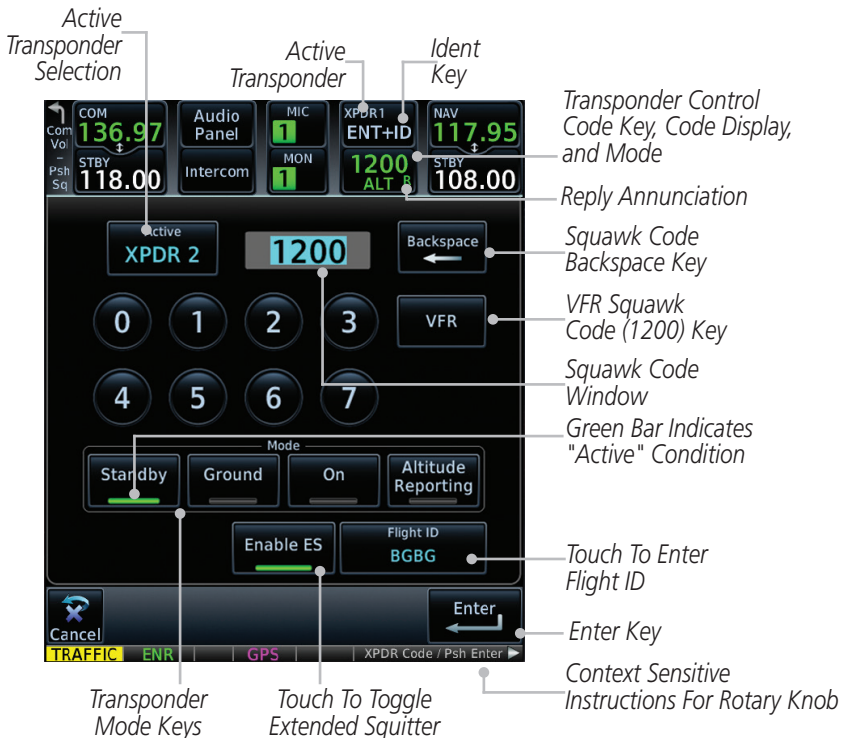 Active
Transponder
Selection
Active
Transponder
Ident
Key
Com
Vol
–
Psh
Sq
COM
136.97
STBY
118.00
Audio
Panel
Intercom
MIC
1
MON
1
XPDR1
ENT+ID
1200
ALT R
NAV
117.95
STBY
108.00
Transponder Control
Code Key, Code Display,
and Mode
Reply Annunciation
Active
XPDR 2
1200
Backspace
Squawk Code
Backspace Key
0 1 2 3
VFR
VFR Squawk
Code (1200) Key
4 5 6 7
Squawk Code
Window
Green Bar Indicates
"Active" Condition
Mode
Standby
Ground
On
Altitude
Reporting
Enable ES
Flight ID
BGBG
Touch To Enter
Flight ID
Cancel
Enter
Enter Key
TRAFFIC ENR GPS XPDR Code / Psh Enter
Context Sensitive
Instructions For Rotary Knob
Transponder
Mode Keys
Touch To Toggle
Extended Squitter